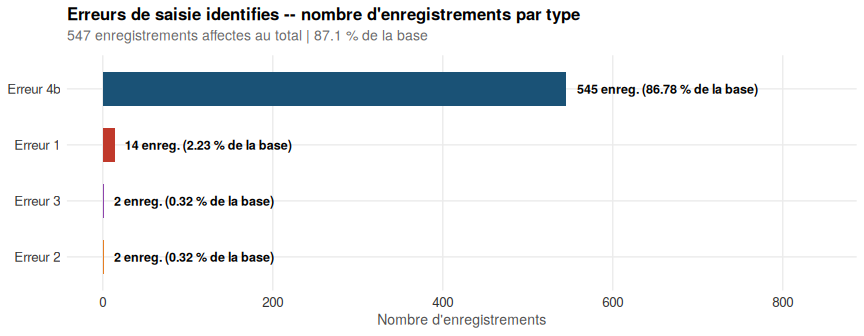 Erreurs de saisie identifies -- nombre d'enregistrements par type
547 enregistrements affectes au total | 87.1 % de la base
Erreur 4b
545 enreg. (86.78 % de la base)
Erreur 1
14 enreg. (2.23 % de la base)
Erreur 3
2 enreg. (0.32 % de la base)
Erreur 2
2 enreg. (0.32 % de la base)
0
200
400
600
800
Nombre d'enregistrements